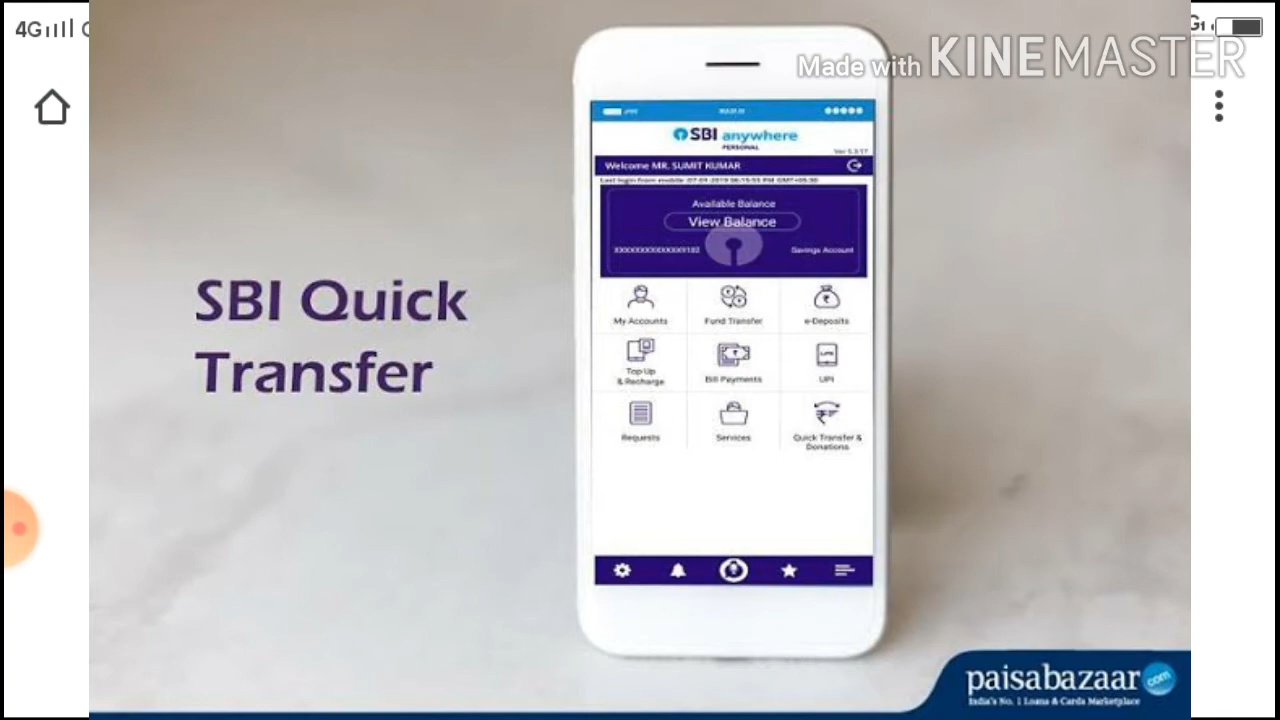 4G
Made with KINEMASTER
SBI anywhere
PERSONAL
Welcome MR. SUMIT KUMAR
Available Balance
View Balance
Savings Account
SBI Quick
Transfer
My Accounts
Fund Transfer
e-Deposits
Top Up
& Recharge
Bill Payments
UPI
Requests
Services
Quick Transfer &
Donations
paisabazaar.com
India's No. 1 Loans & Cards Marketplace